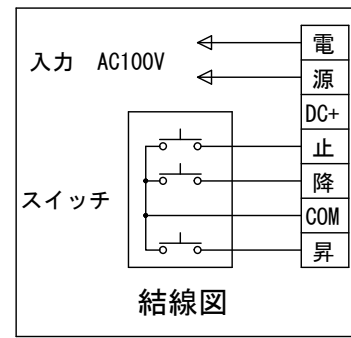 入力 AC100V
スイッチ
電
源
DC+
止
降
COM
昇
結線図